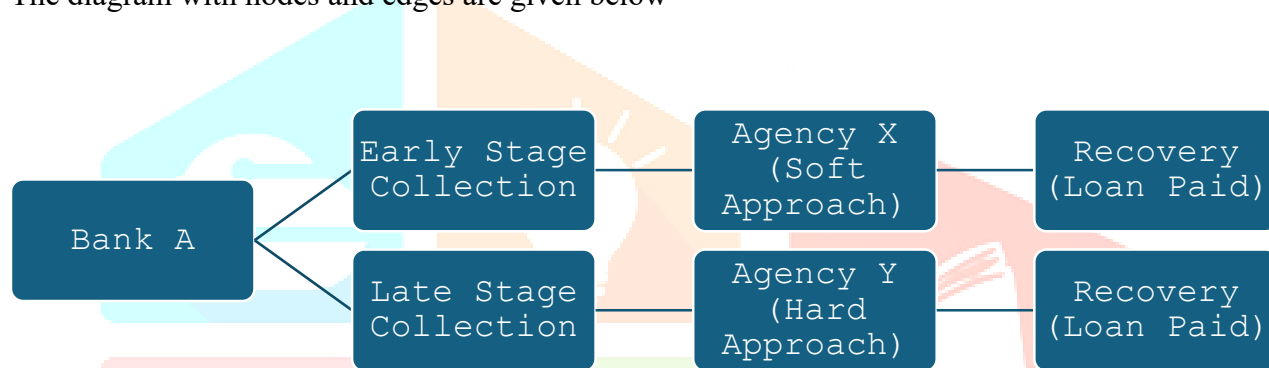 The diagram with nodes and edges are given below
Bank A
Early Stage
Collection
Agency X
(Soft
Approach)
Recovery
(Loan Paid)
Late Stage
Collection
Agency Y
(Hard
Approach)
Recovery
(Loan Paid)